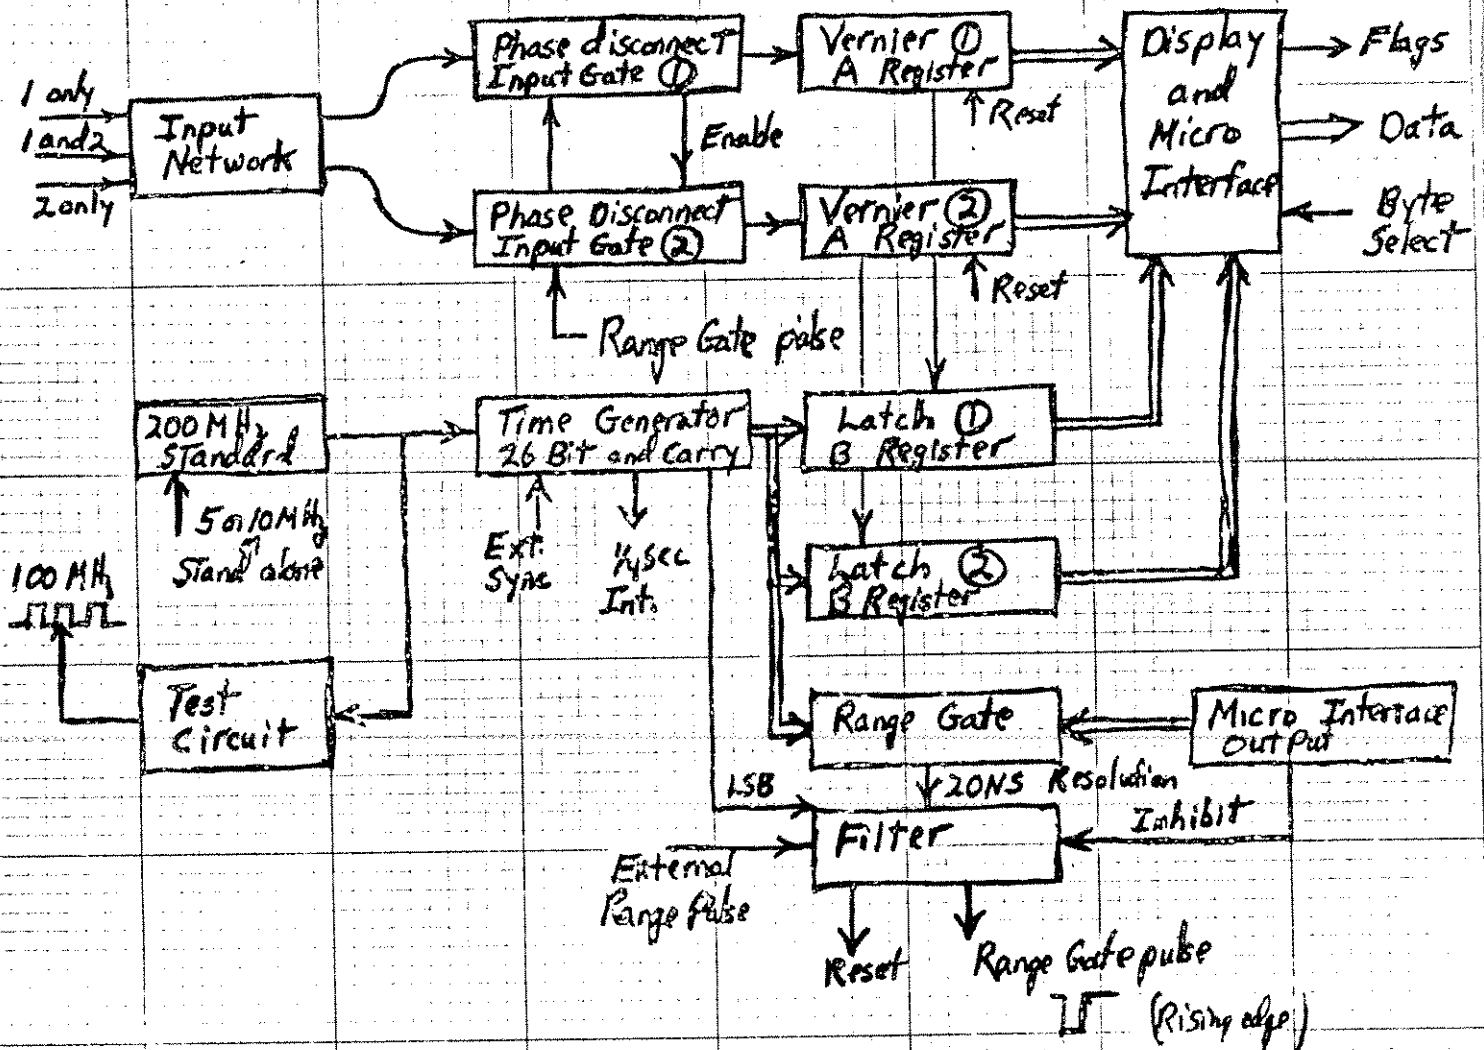 Phase disconnect
Input Gate ①
Vernier ①
A Register
Display
and
Micro
Interface
Flags
1 only
1 and 2
2 only
Input
Network
Enable
Reset
Data
Phase Disconnect
Input Gate ②
Vernier ②
A Register
Byte
Select
Reset
Range Gate pulse
200 MHz
Standard
Time Generator
26 Bit and Carry
Latch ①
B Register
5 or 10 MHz
Stand alone
Ext.
Sync
1/4 sec
Int.
Latch ②
B Register
100 MHz
Test
Circuit
Range Gate
Micro Interface
Output
LSB
20NS Resolution
Inhibit
Filter
External
Range Pulse
Reset
Range Gate pulse
(Rising edge)